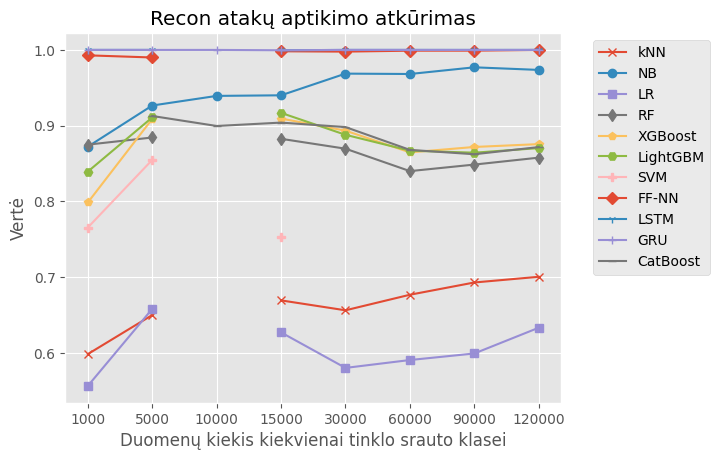 Recon atakų aptikimo atkūrimas
1.0
0.9
0.8
0.7
0.6
Vertė
1000 5000 10000 15000 30000 60000 90000 120000
Duomenų kiekis kiekvienai tinklo srauto klasei
kNN
NB
LR
RF
XGBoost
LightGBM
SVM
FF-NN
LSTM
GRU
CatBoost